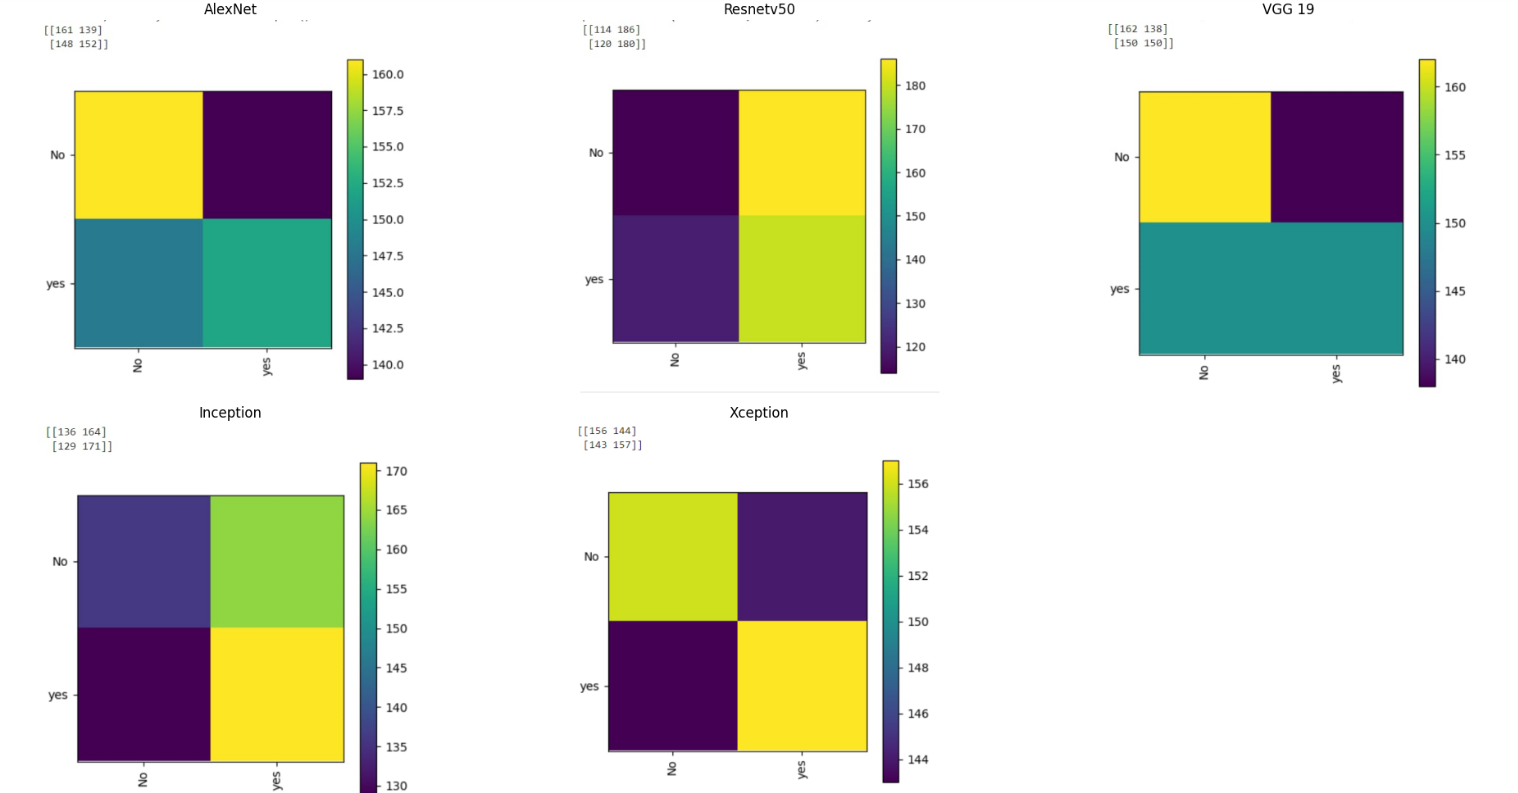 AlexNet
[[161 139]
[148 152]]
160.0
157.5
155.0
152.5
150.0
147.5
145.0
142.5
140.0
No
yes
No
yes
Resnetv50
[[114 186]
[120 180]]
180
170
160
150
140
130
120
No
yes
No
yes
VGG 19
[[162 138]
[150 150]]
160
155
150
145
140
No
yes
No
yes
Inception
[[136 164]
[129 171]]
170
165
160
155
150
145
140
135
130
No
yes
No
yes
Xception
[[156 144]
[143 157]]
156
154
152
150
148
146
144
No
yes
No
yes